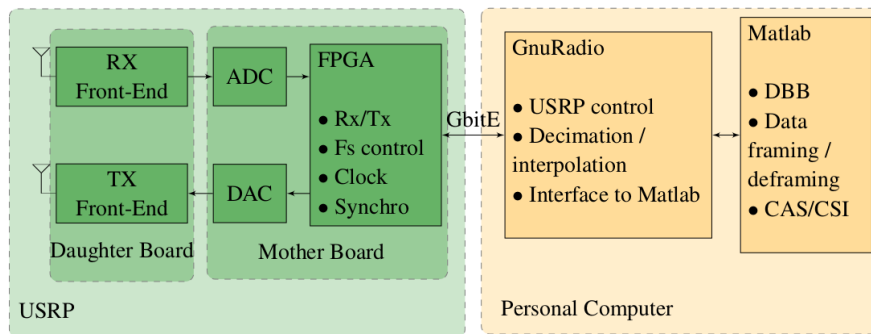 RX
Front-End
ADC
FPGA
● Rx/Tx
● Fs control
● Clock
● Synchro
TX
Front-End
DAC
Daughter Board
Mother Board
USRP
GbitE
GnuRadio
● USRP control
● Decimation /
interpolation
● Interface to Matlab
Matlab
● DBB
● Data
framing /
deframing
● CAS/CSI
Personal Computer